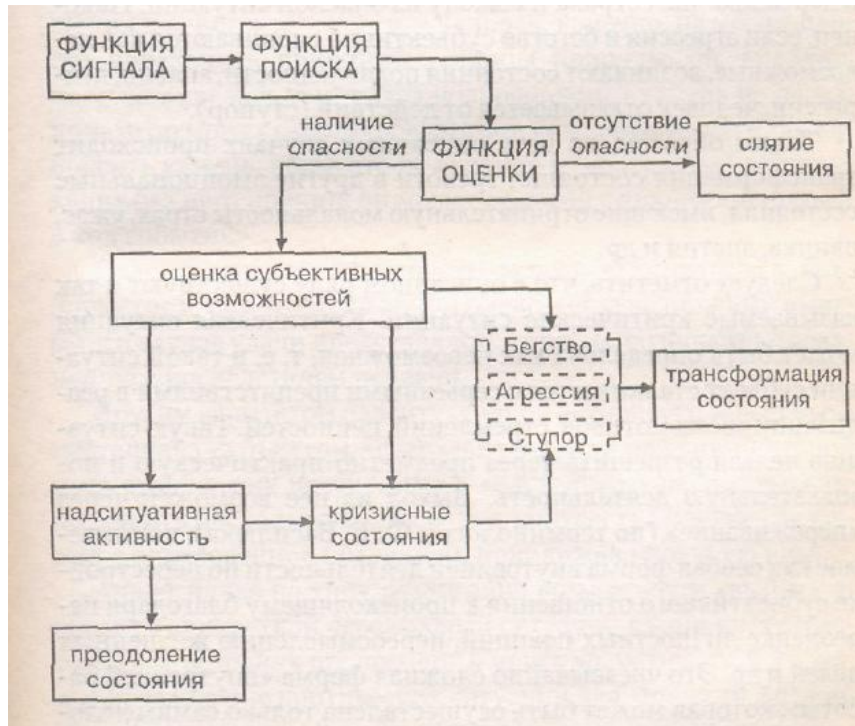 ФУНКЦИЯ
СИГНАЛА
ФУНКЦИЯ
ПОИСКА
наличие
опасности
ФУНКЦИЯ
ОЦЕНКИ
отсутствие
опасности
снятие
состояния
оценка субъективных
возможностей
Бегство
Агрессия
Ступор
трансформация
состояния
надситуативная
активность
кризисные
состояния
преодоление
состояния